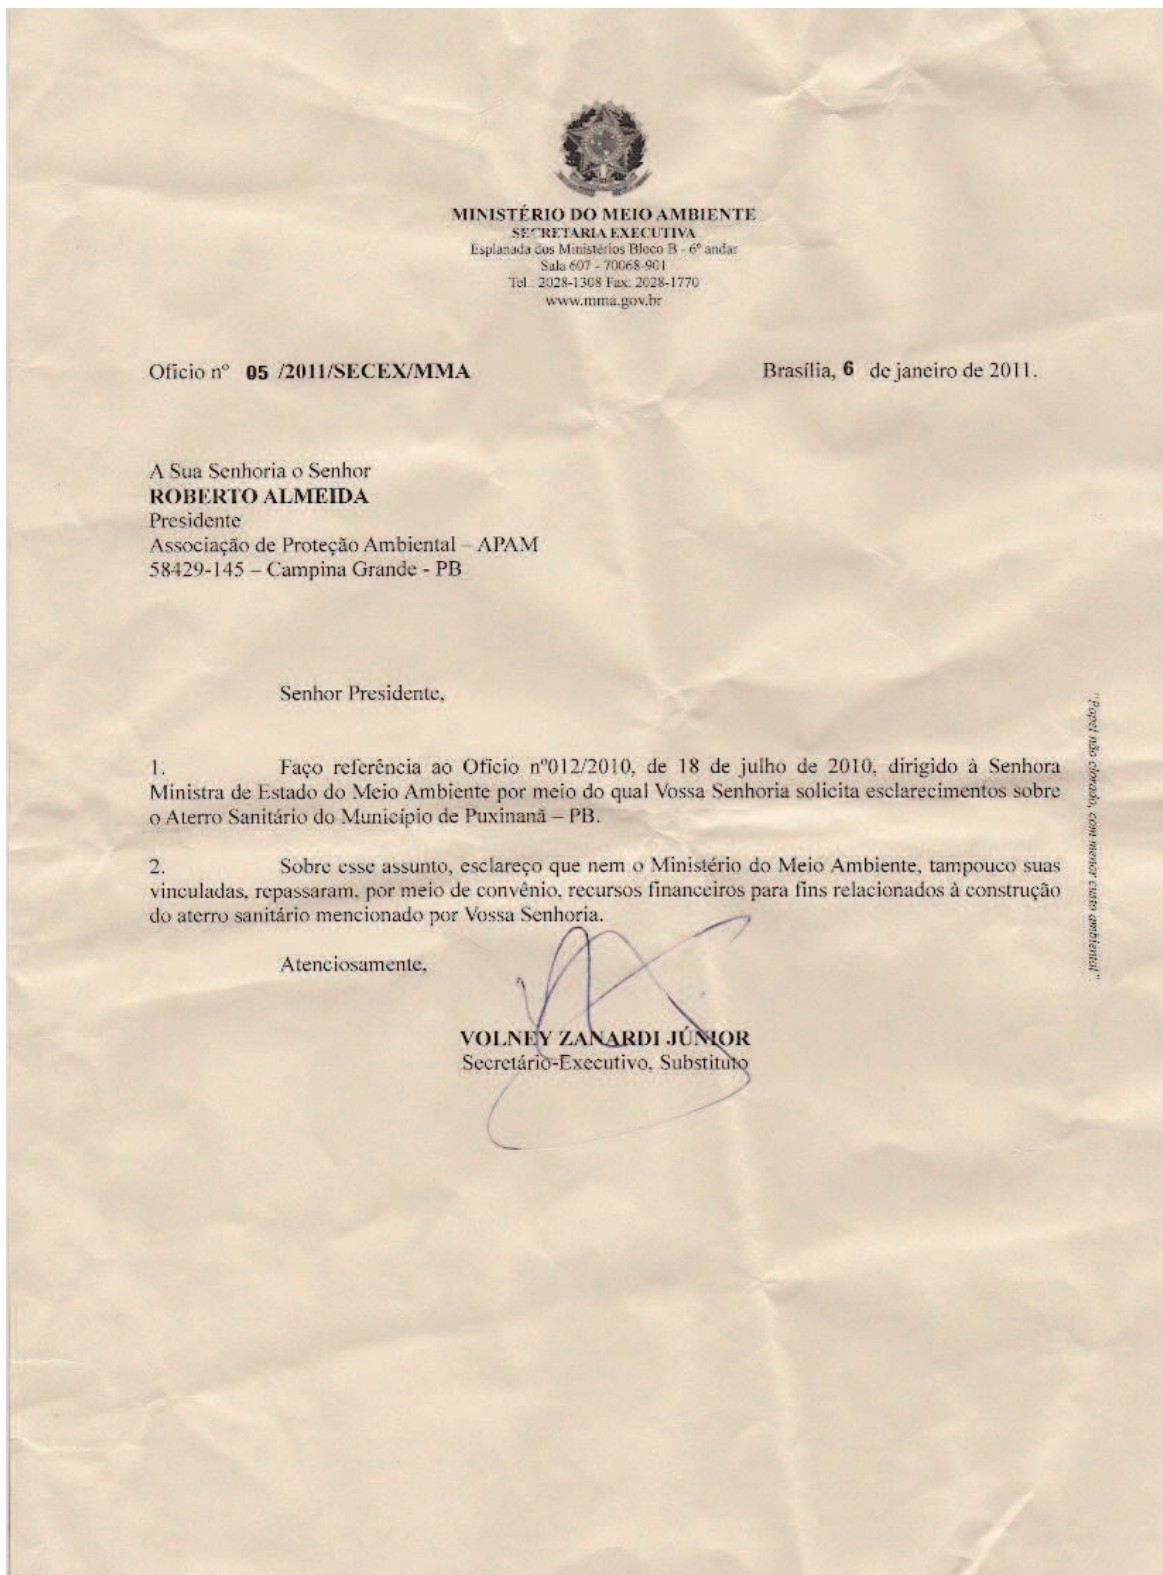 MINISTÉRIO DO MEIO AMBIENTE
SECRETARIA EXECUTIVA
Esplanada dos Ministérios Bloco B - 6º andar
Sala 607 - 70068-901
Tel.: 2028-1308 Fax: 2028-1770
www.mma.gov.br
Ofício nº 05 /2011/SECEX/MMA
Brasília, 6 de janeiro de 2011.
A Sua Senhoria o Senhor
ROBERTO ALMEIDA
Presidente
Associação de Proteção Ambiental – APAM
58429-145 – Campina Grande - PB
Senhor Presidente,
1. Faço referência ao Ofício nº012/2010, de 18 de julho de 2010, dirigido à Senhora
Ministra de Estado do Meio Ambiente por meio do qual Vossa Senhoria solicita esclarecimentos sobre
o Aterro Sanitário do Município de Puxinanã – PB.
2. Sobre esse assunto, esclareço que nem o Ministério do Meio Ambiente, tampouco suas
vinculadas, repassaram, por meio de convênio, recursos financeiros para fins relacionados à construção
do aterro sanitário mencionado por Vossa Senhoria.
Atenciosamente,
VOLNEY ZANARDI JÚNIOR
Secretário-Executivo, Substituto
"Papel não clorado, com menor custo ambiental".